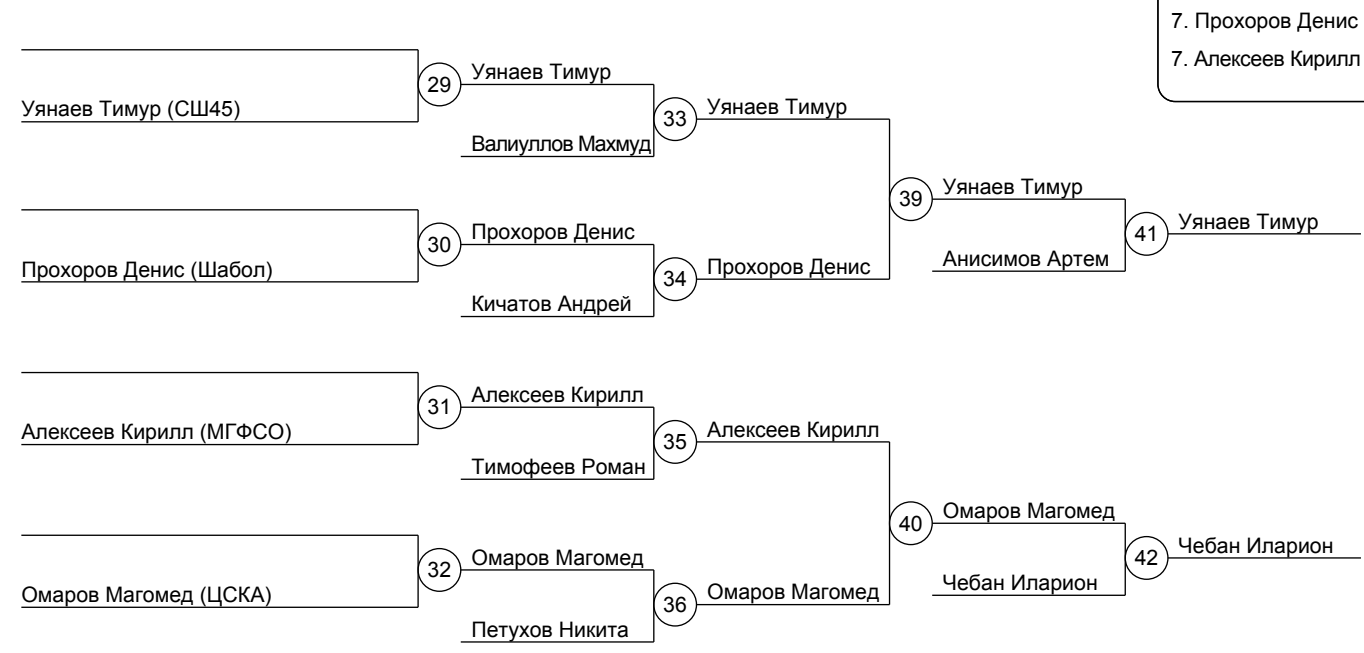 7. Прохоров Денис
7. Алексеев Кирилл
Уянаев Тимур (СШ45)
29
Уянаев Тимур
Валиуллов Махмуд
33
Уянаев Тимур
Прохоров Денис (Шабол)
30
Прохоров Денис
Кичатов Андрей
34
Прохоров Денис
39
Уянаев Тимур
Анисимов Артем
41
Уянаев Тимур
Алексеев Кирилл (МГФСО)
31
Алексеев Кирилл
Тимофеев Роман
35
Алексеев Кирилл
Омаров Магомед (ЦСКА)
32
Омаров Магомед
Петухов Никита
36
Омаров Магомед
40
Омаров Магомед
Чебан Иларион
42
Чебан Иларион